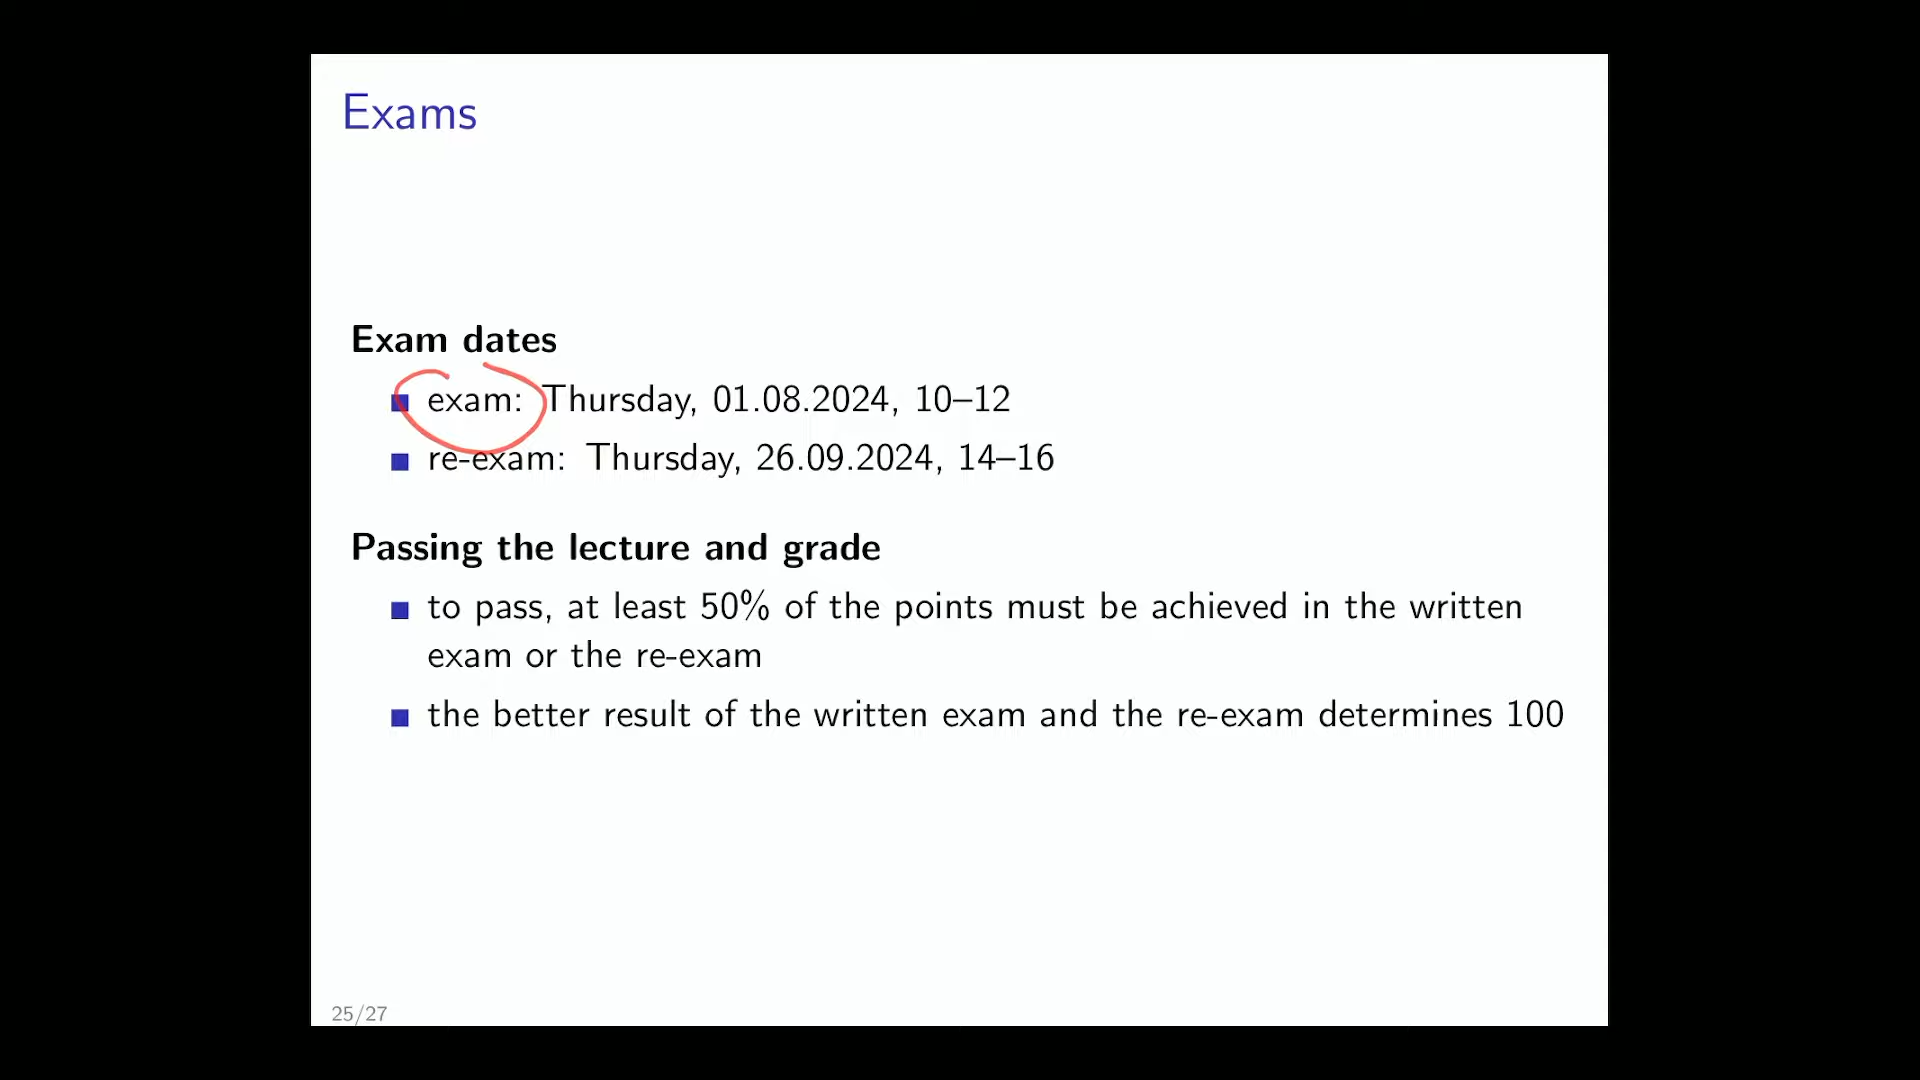 Exams
Exam dates
exam: Thursday, 01.08.2024, 10–12
re-exam: Thursday, 26.09.2024, 14–16
Passing the lecture and grade
to pass, at least 50% of the points must be achieved in the written
exam or the re-exam
the better result of the written exam and the re-exam determines 100
25/27